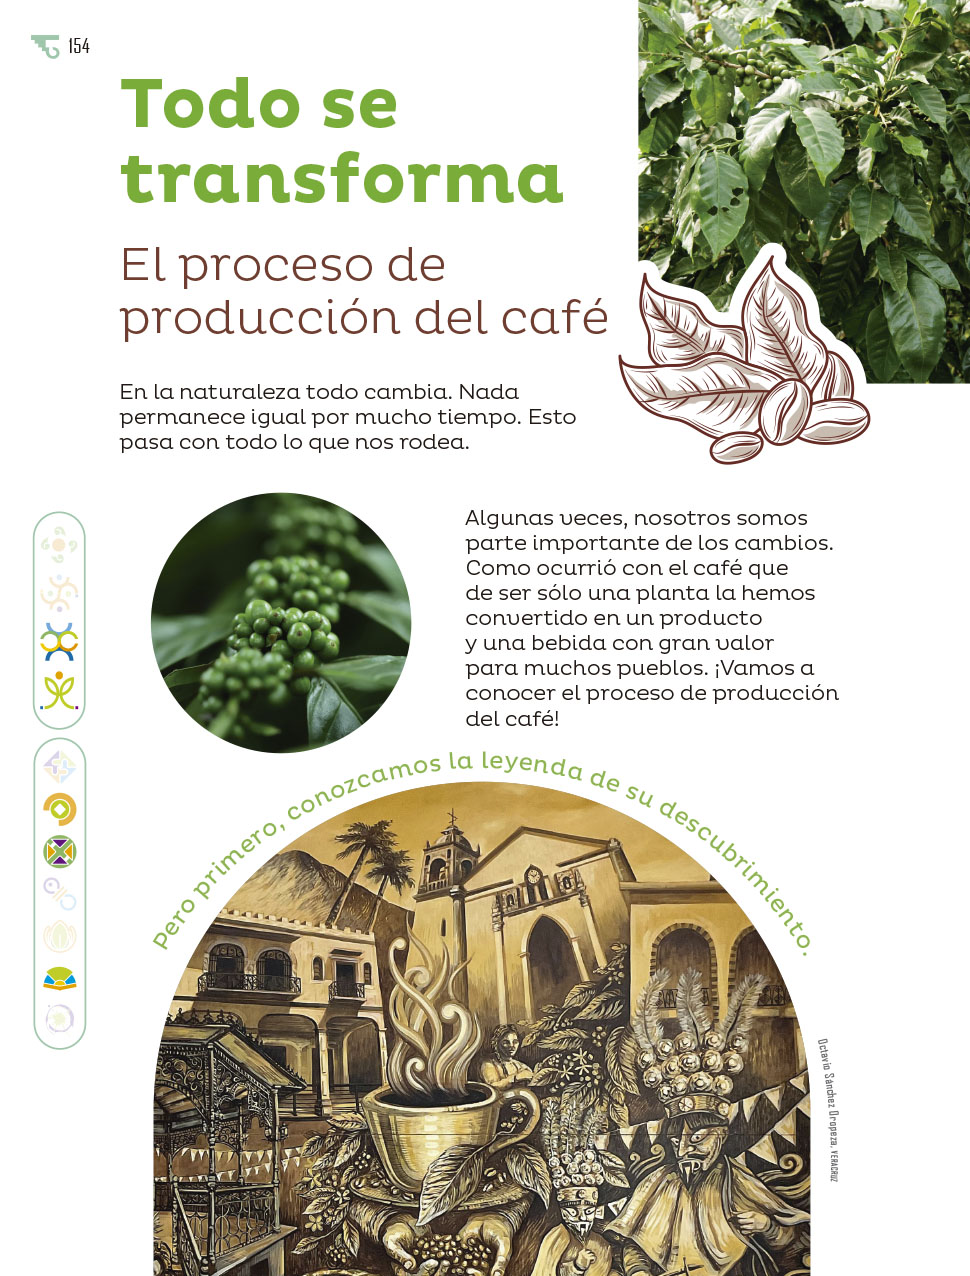 154
Todo se
transforma
El proceso de
producción del café
En la naturaleza todo cambia. Nada
permanece igual por mucho tiempo. Esto
pasa con todo lo que nos rodea.
Algunas veces, nosotros somos
parte importante de los cambios.
Como ocurrió con el café que
de ser sólo una planta la hemos
convertido en un producto
y una bebida con gran valor
para muchos pueblos. ¡Vamos a
conocer el proceso de producción
del café!
Pero primero, conozcamos la leyenda de su descubrimiento.
Octavio Sánchez Oropeza, VERACRUZ